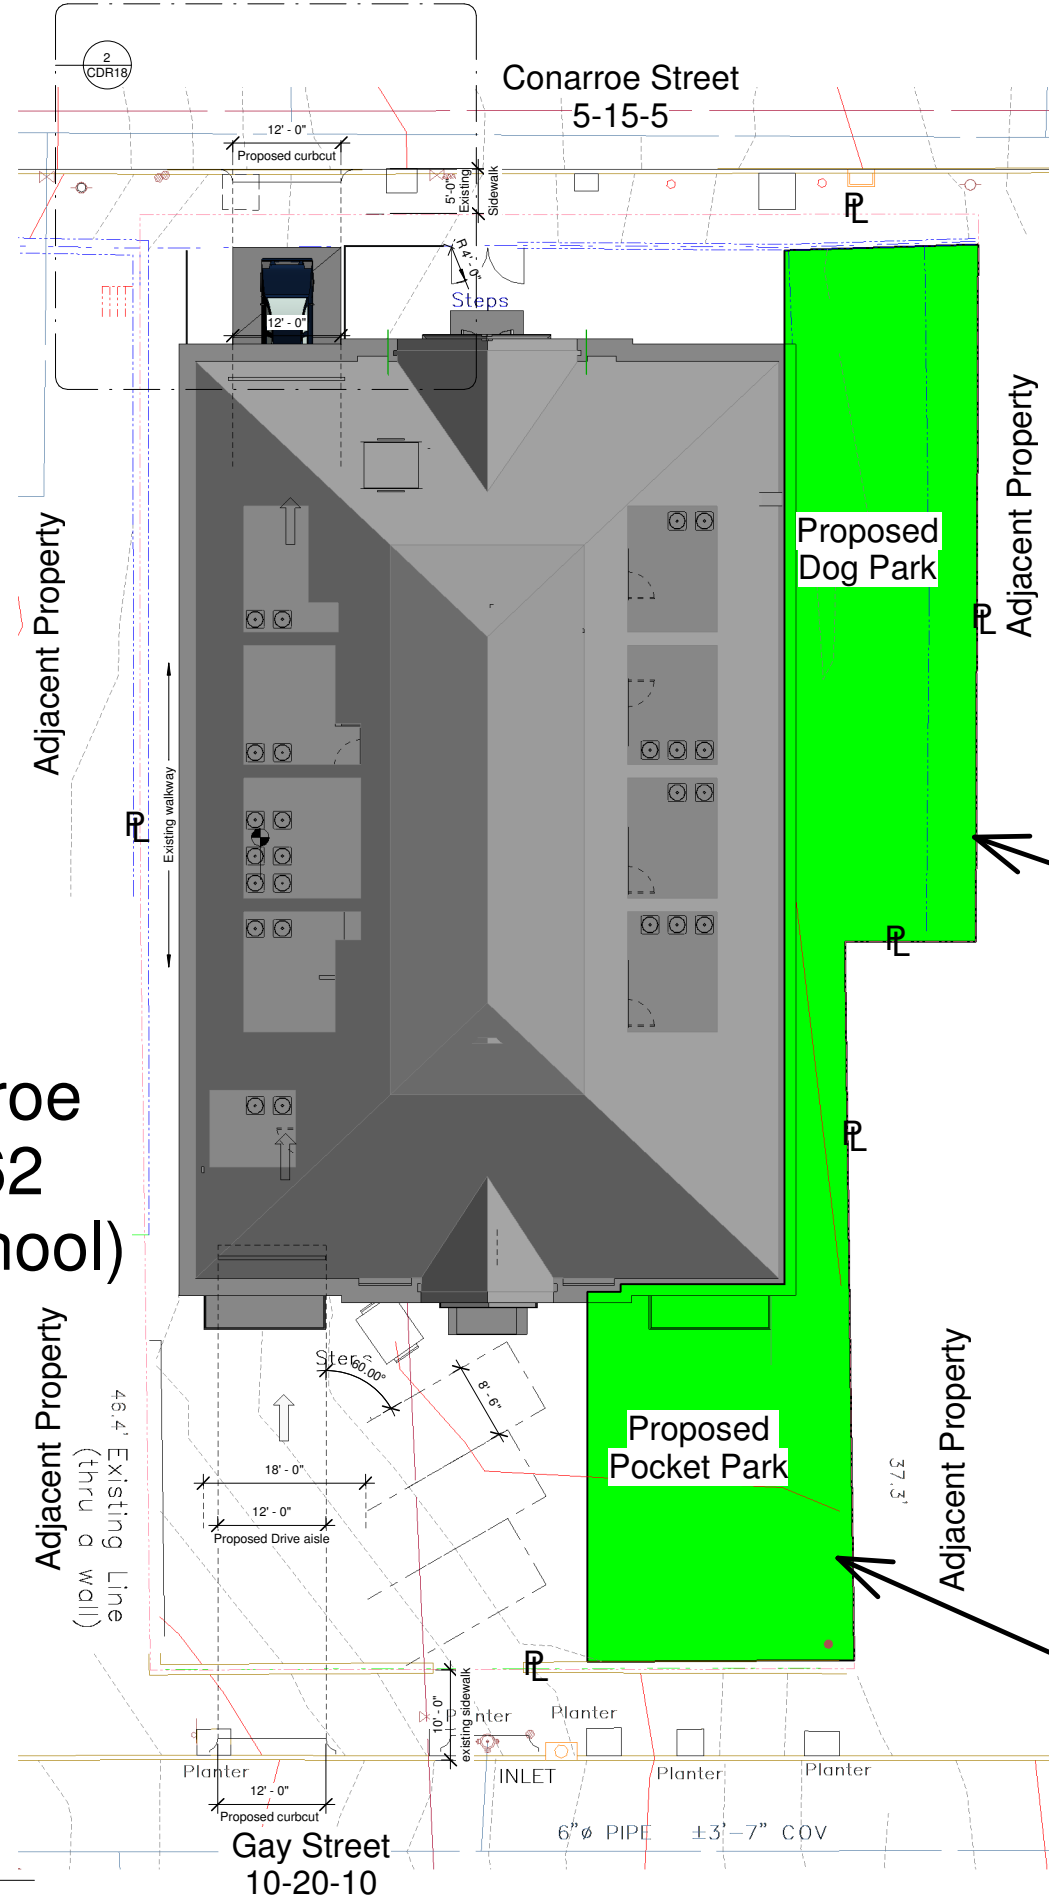 2
CDR18
Conarroe Street
5-15-5
12' - 0"
Proposed curbcut
5'-0"
Existing
Sidewalk
PL
R 4' - 0"
Steps
12' - 0"
Adjacent Property
Proposed
Dog Park
PL
Adjacent Property
PL
Existing walkway
PL
PL
roe
62
hool)
Adjacent Property
46.4' Existing Line
(thru a wall)
60.00°
8' - 6"
Proposed
Pocket Park
37.3'
Adjacent Property
18' - 0"
12' - 0"
Proposed Drive aisle
PL
10' - 0"
existing sidewalk
Planter
Planter
INLET
Planter
Planter
12' - 0"
Proposed curbcut
6"ø PIPE ±3'-7" COV
Gay Street
10-20-10